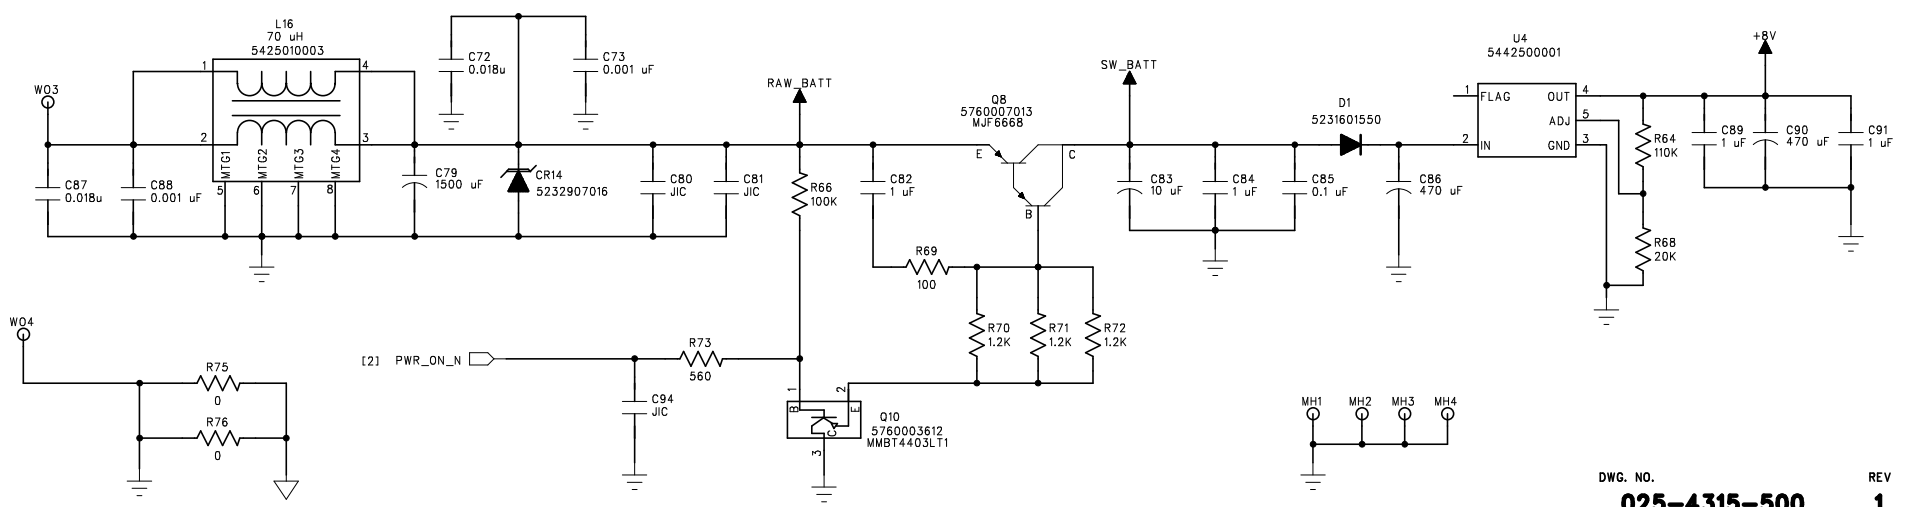 L16
70 uH
5425010003
1
4
2
3
MTG1
MTG2
MTG3
MTG4
5
6
7
8
WO3
C87
0.018u
C88
0.001 uF
C79
1500 uF
C72
0.018u
C73
0.001 uF
CR14
5232907016
C80
JIC
C81
JIC
RAW_BATT
R66
100K
C82
1 uF
R69
100
Q8
5760007013
MJF6668
E
C
B
SW_BATT
C83
10 uF
C84
1 uF
C85
0.1 uF
D1
5231601550
C86
470 uF
U4
5442500001
1
FLAG
OUT
4
ADJ
5
2
IN
GND
3
+8V
R64
110K
R68
20K
C89
1 uF
C90
470 uF
C91
1 uF
WO4
R75
0
R76
0
[2] PWR_ON_N
R73
560
C94
JIC
R70
1.2K
R71
1.2K
R72
1.2K
1
2
B
E
C
3
Q10
5760003612
MMBT4403LT1
MH1
MH2
MH3
MH4
DWG. NO.
REV
025-4315-500
1